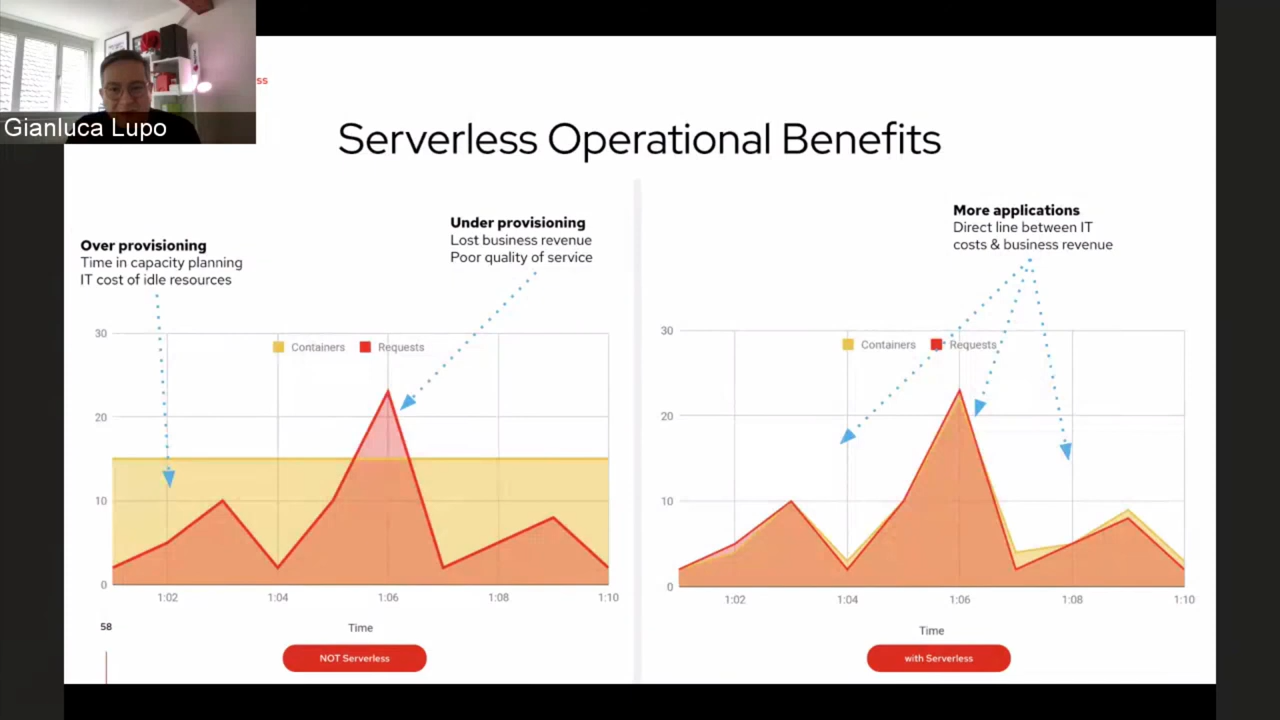 Gianluca Lupo
ss
Serverless Operational Benefits
Over provisioning
Time in capacity planning
IT cost of idle resources
Under provisioning
Lost business revenue
Poor quality of service
30
20
10
0
Containers
Requests
1:02
1:04
1:06
1:08
1:10
Time
NOT Serverless
58
More applications
Direct line between IT
costs & business revenue
30
20
10
0
Containers
Requests
1:02
1:04
1:06
1:08
1:10
Time
with Serverless